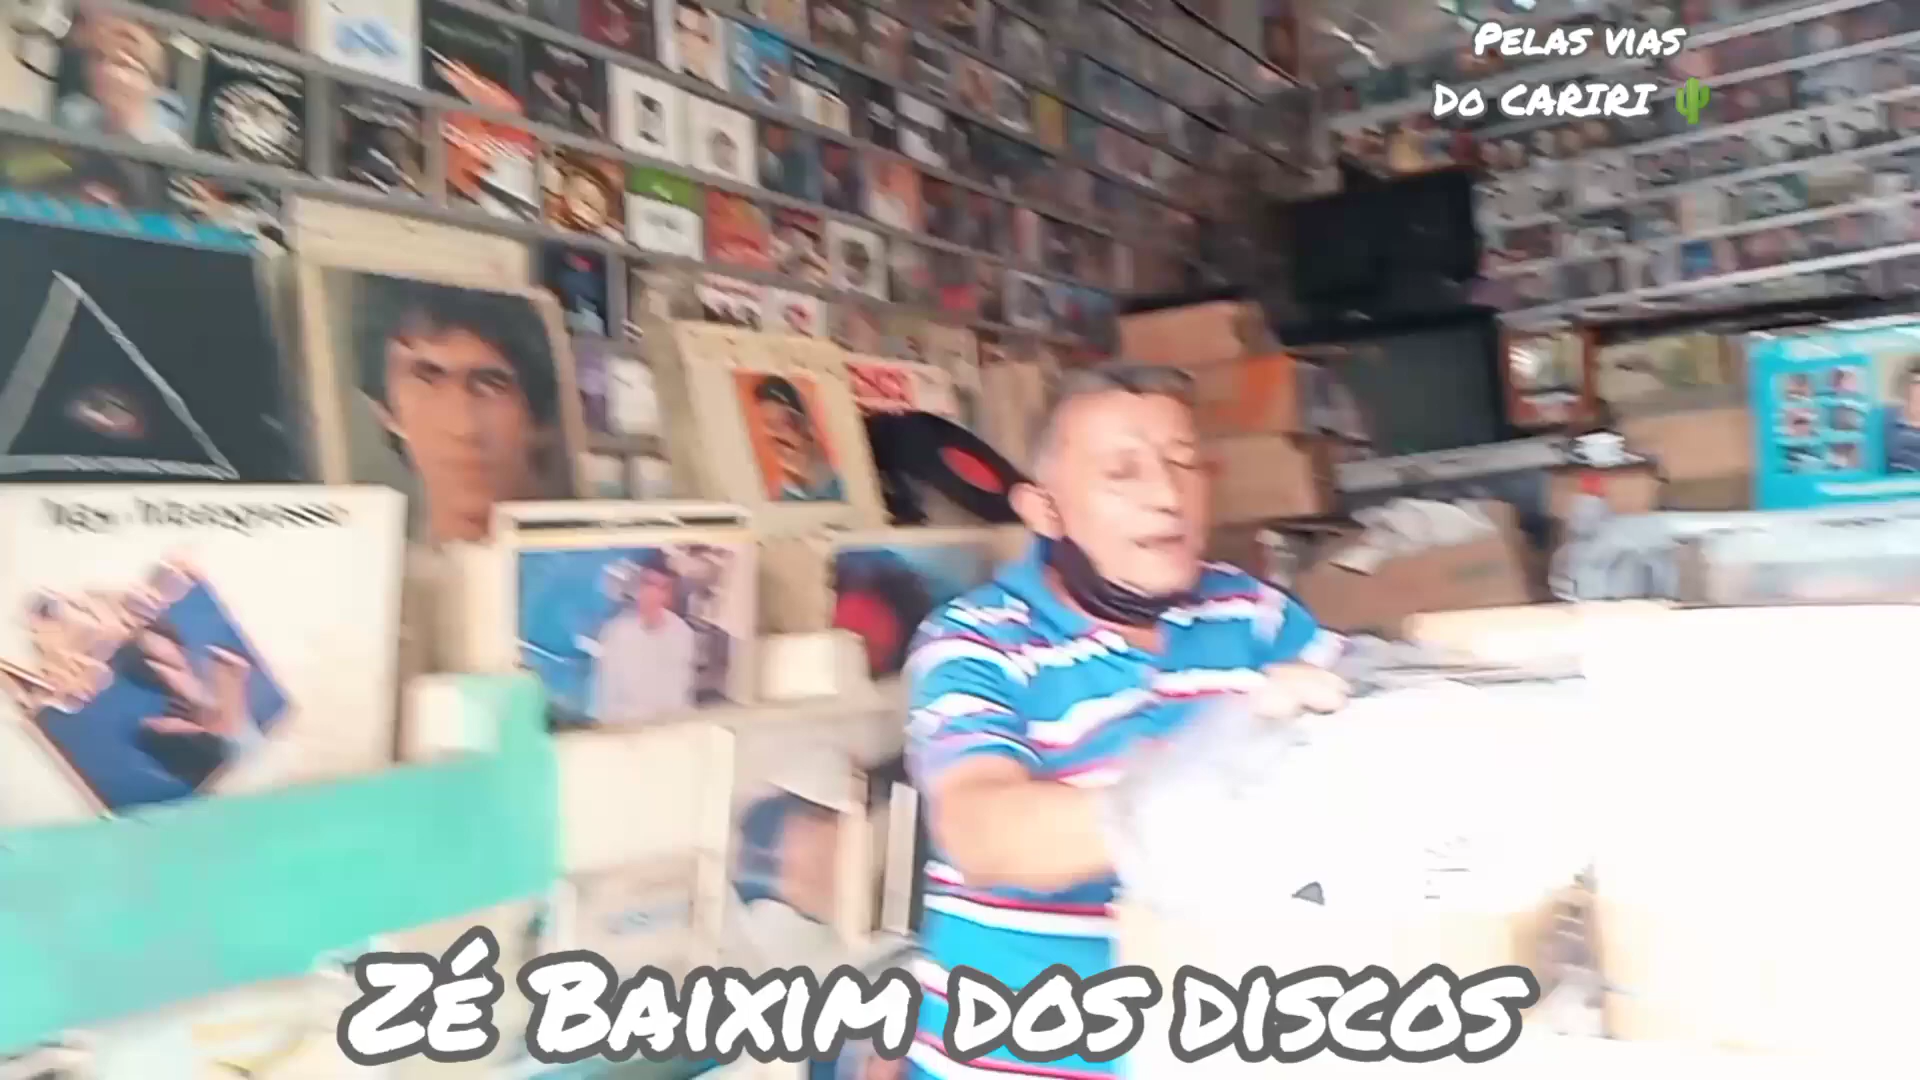 Pelas vias
do Cariri
Zé Baixim dos discos